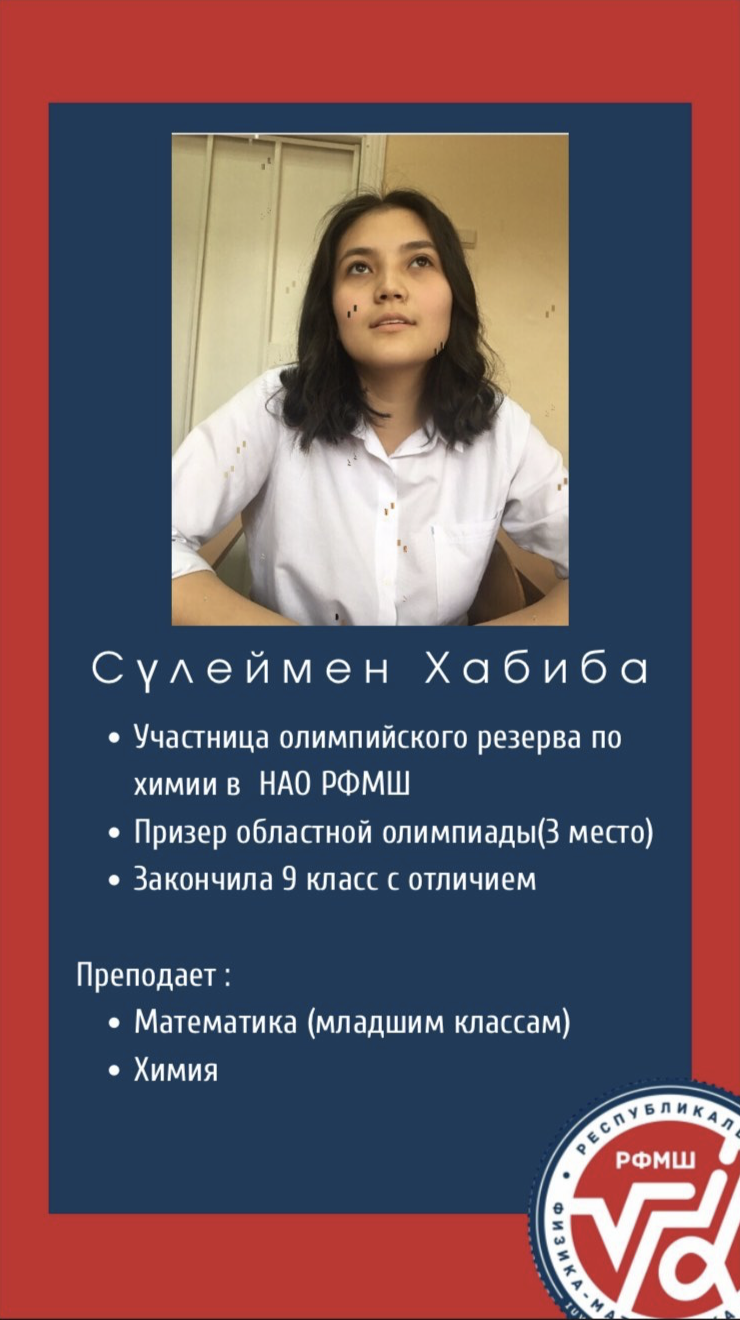 Сүлеймен Хабиба
• Участница олимпийского резерва по
химии в НАО РФМШ
• Призер областной олимпиады(3 место)
• Закончила 9 класс с отличием
Преподает :
• Математика (младшим классам)
• Химия
РЕСПУБЛИКАЛ
РФМШ
ФИЗИКА-МАТ